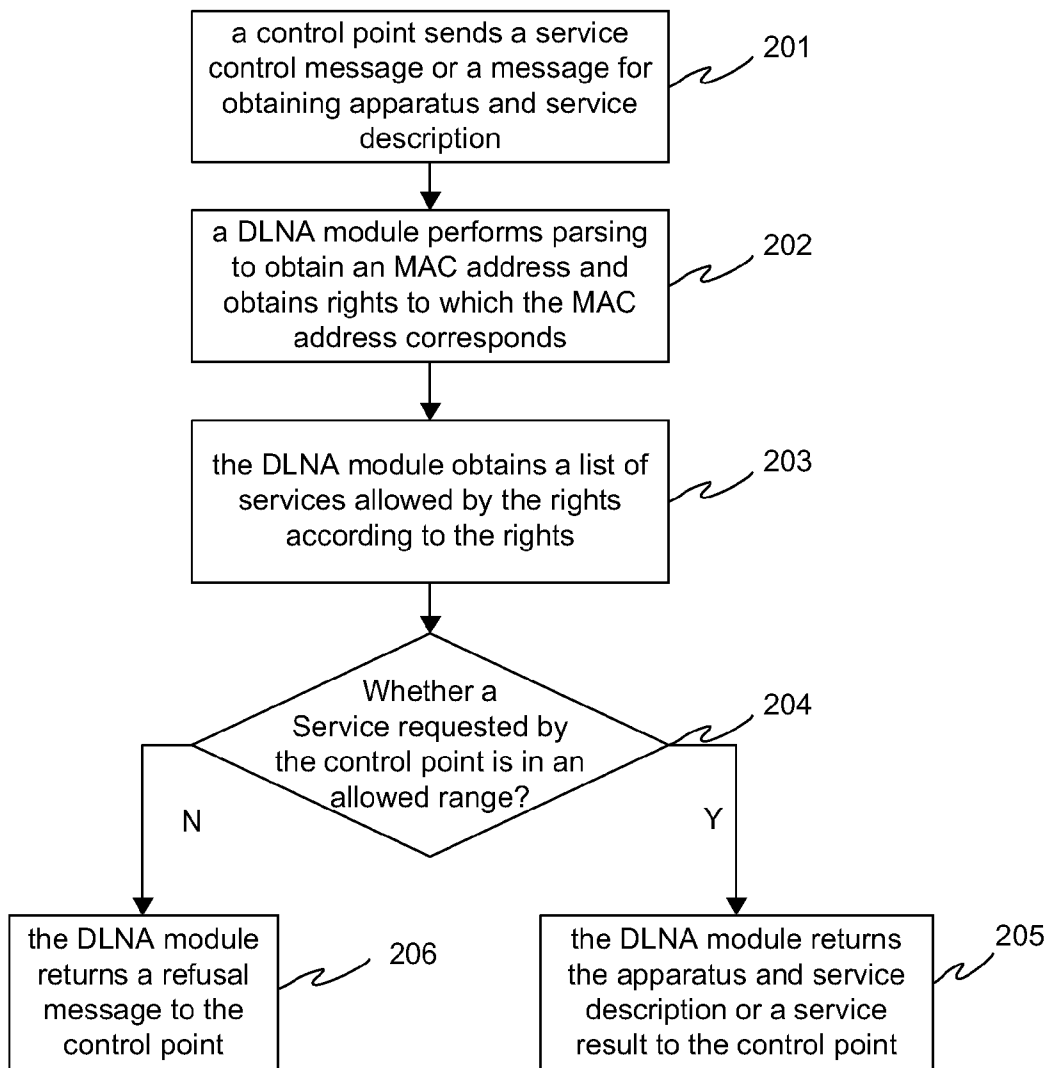 a control point sends a service
control message or a message for
obtaining apparatus and service
description
201
a DLNA module performs parsing
to obtain an MAC address and
obtains rights to which the MAC
address corresponds
202
the DLNA module obtains a list of
services allowed by the rights
according to the rights
203
Whether a
Service requested by
the control point is in an
allowed range?
204
N
Y
the DLNA module
returns a refusal
message to the
control point
206
the DLNA module returns
the apparatus and service
description or a service
result to the control point
205